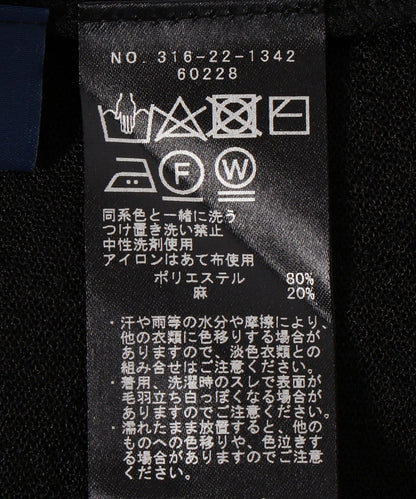 NO. 316-22-1342
60228
F W
同系色と一緒に洗う
つけ置き洗い禁止
中性洗剤使用
アイロンはあて布使用
ポリエステル 80%
麻 20%
・汗や雨等の水分や摩擦により、
他の衣類に色移りする場合が
ありますので、淡色衣類との
組み合せはご注意ください。
・着用、洗濯時のスレで表面が
毛羽立ち白っぽくなる場合が
ありますのでご注意ください。
・濡れたまま放置すると、他の
ものへの色移りや、色泣きす
る場合がありますのでご注意
ください。